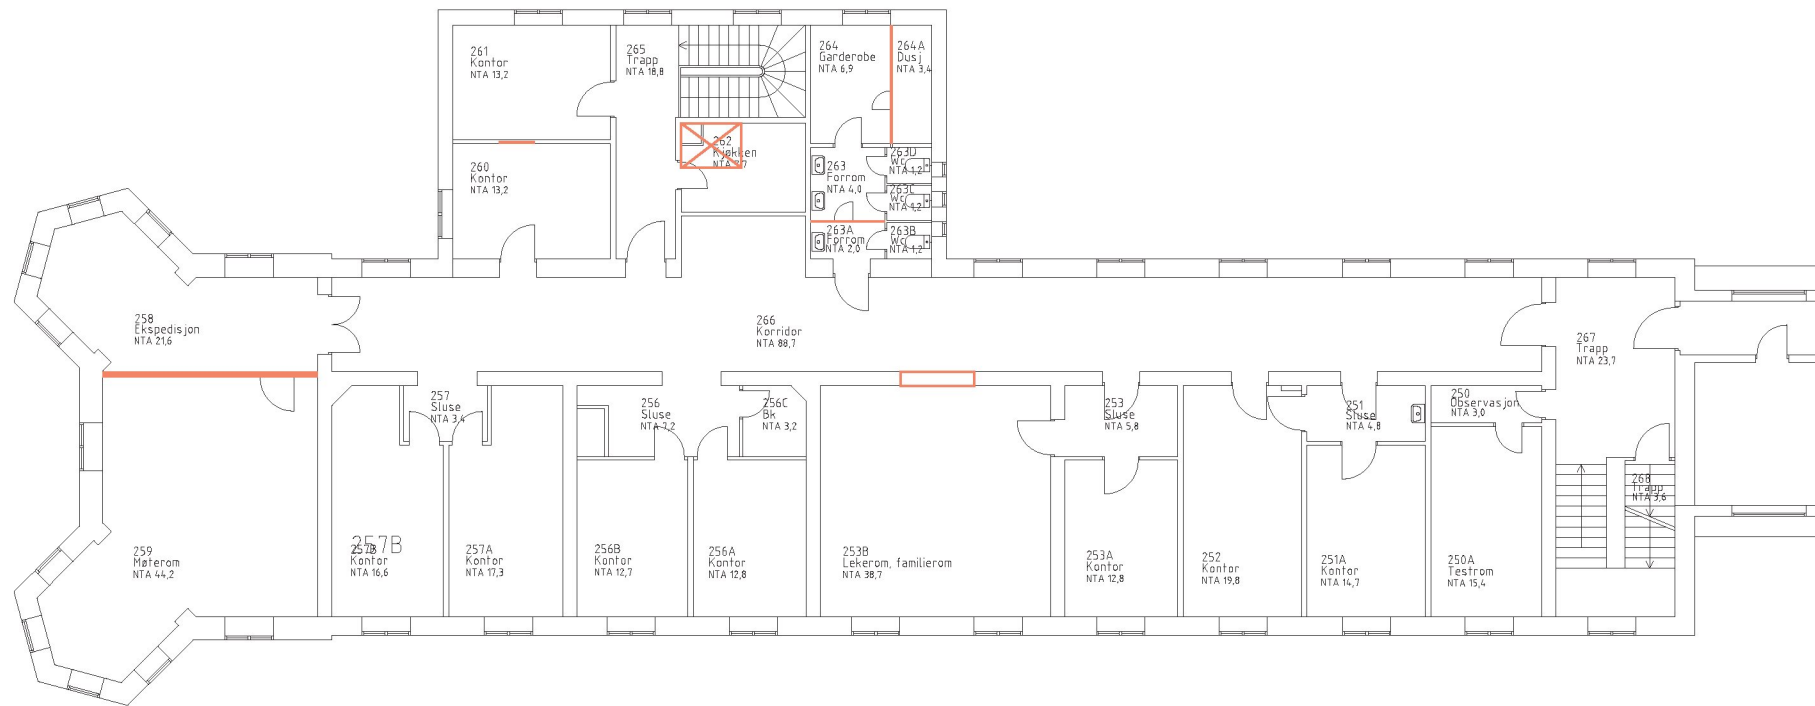 261
Kontor
NTA 13,2
265
Trapp
NTA 18,8
264
Garderobe
NTA 6,9
264A
Dusj
NTA 3,4
262
Kjøkken
260
Kontor
NTA 13,2
263
Forrom
NTA 4,0
263D
Wc
NTA 1,2
263C
Wc
NTA 1,2
263A
Forrom
NTA 2,0
263B
Wc
NTA 1,2
258
Ekspedisjon
NTA 21,6
266
Korridor
NTA 88,7
267
Trapp
NTA 23,7
257
Sluse
NTA 3,4
256
Sluse
NTA 7,2
256C
Bk
NTA 3,2
253
Sluse
NTA 5,8
251
Sluse
NTA 4,8
250
Observasjon
NTA 3,0
268
Trapp
NTA 3,6
259
Møterom
NTA 44,2
257B
257B
Kontor
NTA 16,6
257A
Kontor
NTA 17,3
256B
Kontor
NTA 12,7
256A
Kontor
NTA 12,8
253B
Lekerom, familierom
NTA 38,7
253A
Kontor
NTA 12,8
252
Kontor
NTA 19,8
251A
Kontor
NTA 14,7
250A
Testrom
NTA 15,4